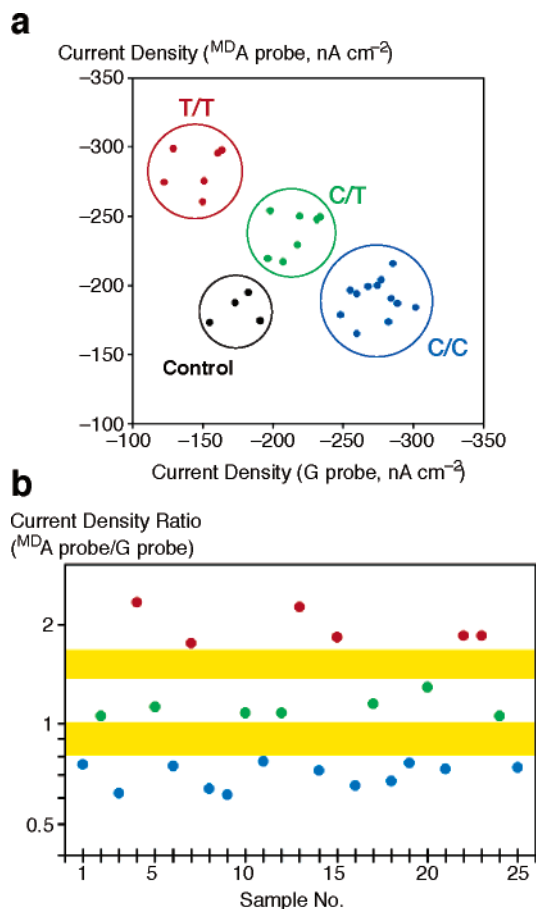 a
Current Density (ᴹᴰA probe, nA cm⁻²)
−350
−300
−250
−200
−150
−100
T/T
C/T
C/C
Control
−100 −150 −200 −250 −300 −350
Current Density (G probe, nA cm⁻²)
b
Current Density Ratio
(ᴹᴰA probe/G probe)
2
1
0.5
1 5 10 15 20 25
Sample No.